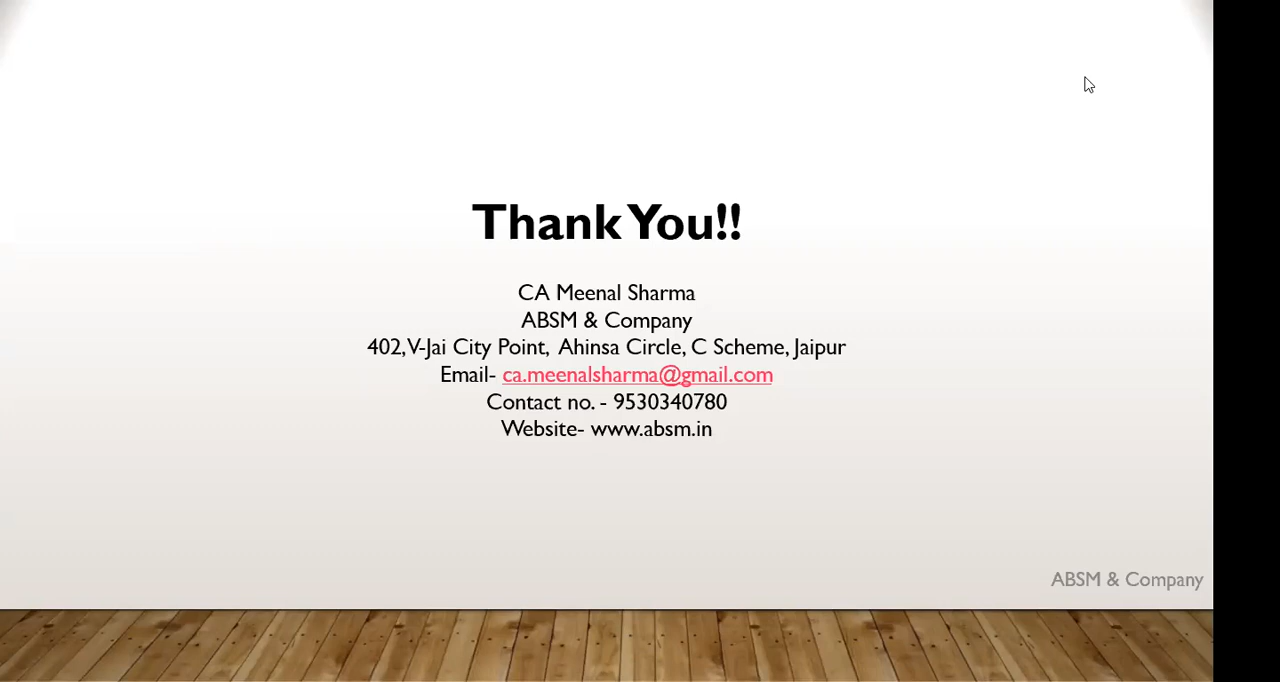 Thank You!!
CA Meenal Sharma
ABSM & Company
402,V-Jai City Point, Ahinsa Circle, C Scheme, Jaipur
Email- ca.meenalsharma@gmail.com
Contact no. - 9530340780
Website- www.absm.in
ABSM & Company